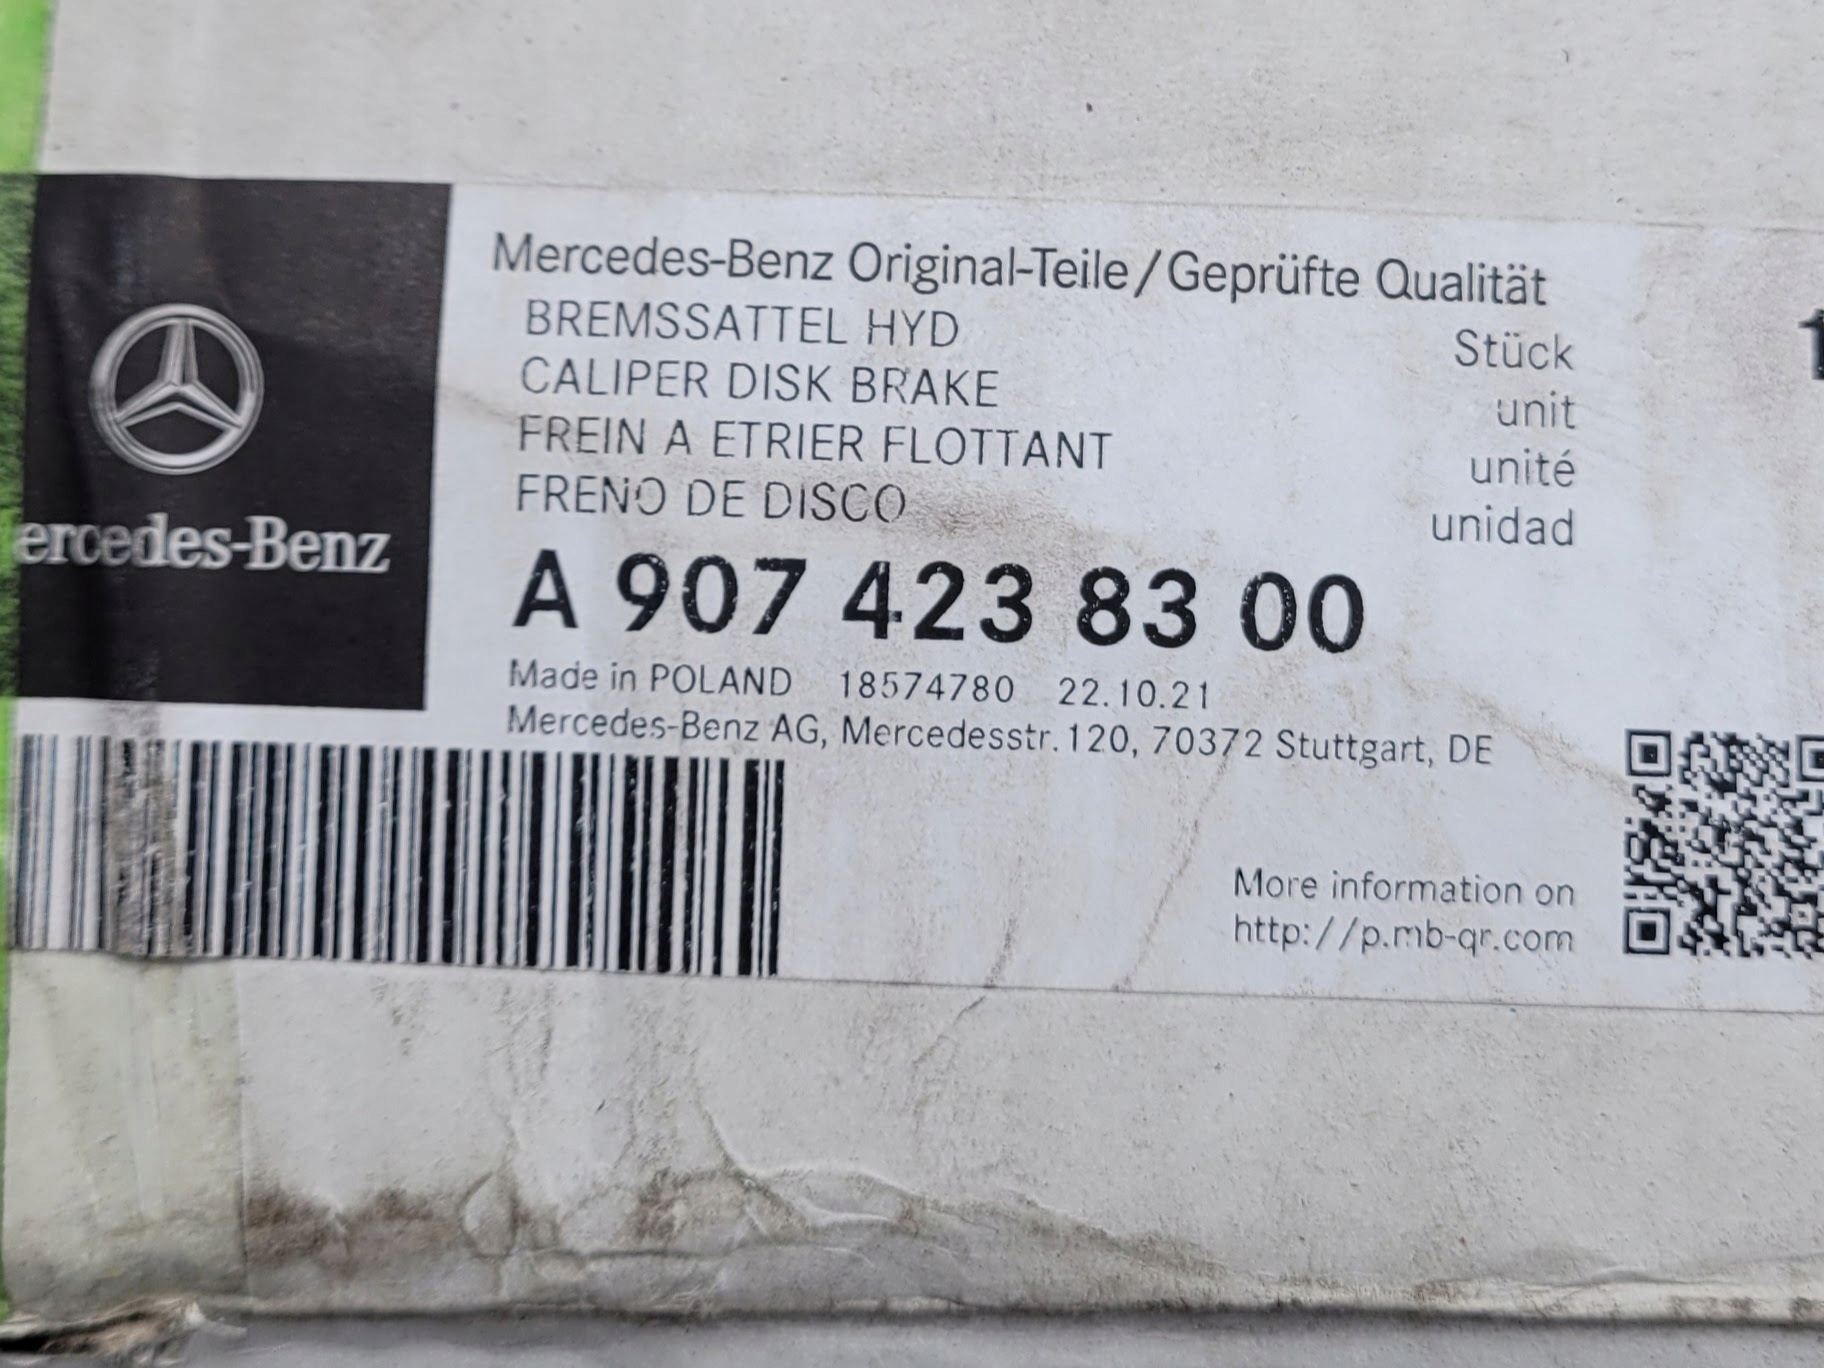 Mercedes-Benz Original-Teile/Geprüfte Qualität
BREMSSATTEL HYD
CALIPER DISK BRAKE
FREIN A ETRIER FLOTTANT
FRENO DE DISCO
Stück
unit
unité
unidad
1
ercedes-Benz
A 907 423 83 00
Made in POLAND 18574780 22.10.21
Mercedes-Benz AG, Mercedesstr. 120, 70372 Stuttgart, DE
More information on
http://p.mb-qr.com